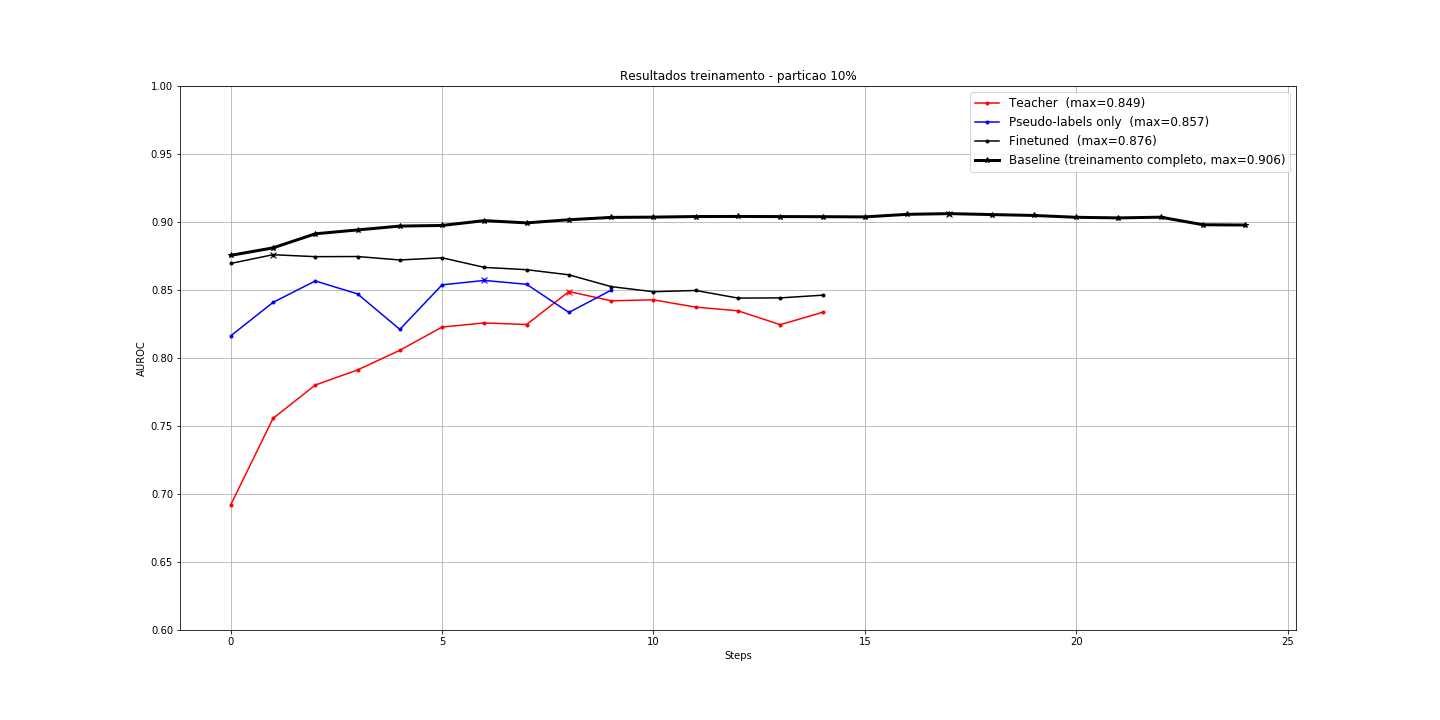 Resultados treinamento - particao 10%
1.00
0.95
0.90
0.85
0.80
0.75
0.70
0.65
0.60
AUROC
Teacher (max=0.849)
Pseudo-labels only (max=0.857)
Finetuned (max=0.876)
Baseline (treinamento completo, max=0.906)
0 5 10 15 20 25
Steps